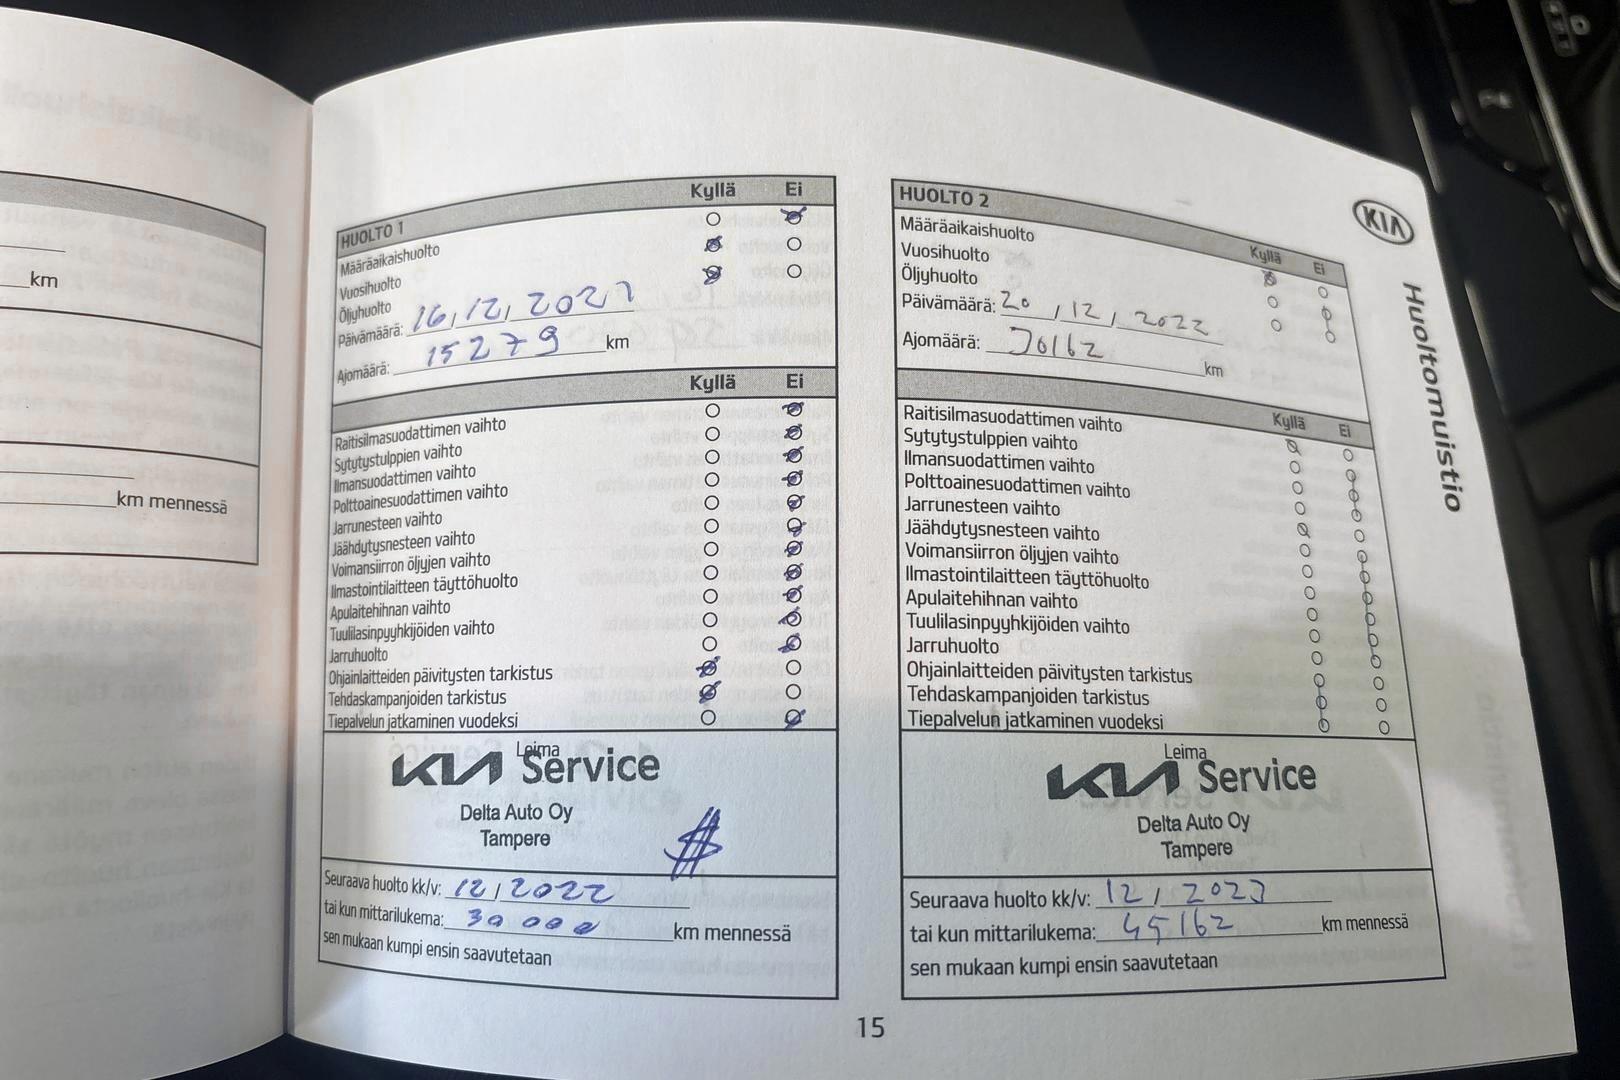 km
km mennessä
Kyllä Ei
HUOLTO 1
Määräaikaishuolto
Vuosihuolto
Öljyhuolto
Päivämäärä: 16, 12, 2021
Ajomäärä: 15279 km
Kyllä Ei
Raitisilmasuodattimen vaihto
Sytytystulppien vaihto
Ilmansuodattimen vaihto
Polttoainesuodattimen vaihto
Jarrunesteen vaihto
Jäähdytysnesteen vaihto
Voimansiirron öljyjen vaihto
Ilmastointilaitteen täyttöhuolto
Apulaitehihnan vaihto
Tuulilasinpyyhkijöiden vaihto
Jarruhuolto
Ohjainlaitteiden päivitysten tarkistus
Tehdaskampanjoiden tarkistus
Tiepalvelun jatkaminen vuodeksi
Leima
KIA Service
Delta Auto Oy
Tampere
Seuraava huolto kk/v: 12 / 2022
tai kun mittarilukema: 30 000 km mennessä
sen mukaan kumpi ensin saavutetaan
HUOLTO 2
Kyllä Ei
Määräaikaishuolto
Vuosihuolto
Öljyhuolto
Päivämäärä: 20 , 12 , 2022
Ajomäärä: 30162 km
Kyllä Ei
Raitisilmasuodattimen vaihto
Sytytystulppien vaihto
Ilmansuodattimen vaihto
Polttoainesuodattimen vaihto
Jarrunesteen vaihto
Jäähdytysnesteen vaihto
Voimansiirron öljyjen vaihto
Ilmastointilaitteen täyttöhuolto
Apulaitehihnan vaihto
Tuulilasinpyyhkijöiden vaihto
Jarruhuolto
Ohjainlaitteiden päivitysten tarkistus
Tehdaskampanjoiden tarkistus
Tiepalvelun jatkaminen vuodeksi
Leima
KIA Service
Delta Auto Oy
Tampere
Seuraava huolto kk/v: 12 / 2023
tai kun mittarilukema: 45162 km mennessä
sen mukaan kumpi ensin saavutetaan
KIA
Huoltomuistio
15